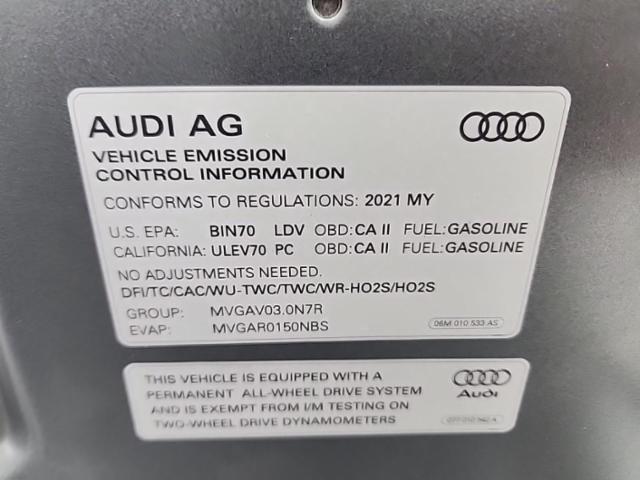 AUDI AG
VEHICLE EMISSION
CONTROL INFORMATION
CONFORMS TO REGULATIONS: 2021 MY
U.S. EPA: BIN70 LDV OBD: CA II FUEL: GASOLINE
CALIFORNIA: ULEV70 PC OBD: CA II FUEL: GASOLINE
NO ADJUSTMENTS NEEDED.
DFI/TC/CAC/WU-TWC/TWC/WR-HO2S/HO2S
GROUP: MVGAV03.0N7R
EVAP: MVGAR0150NBS
06M 010 533 AS
THIS VEHICLE IS EQUIPPED WITH A
PERMANENT ALL-WHEEL DRIVE SYSTEM
AND IS EXEMPT FROM I/M TESTING ON
TWO-WHEEL DRIVE DYNAMOMETERS
Audi